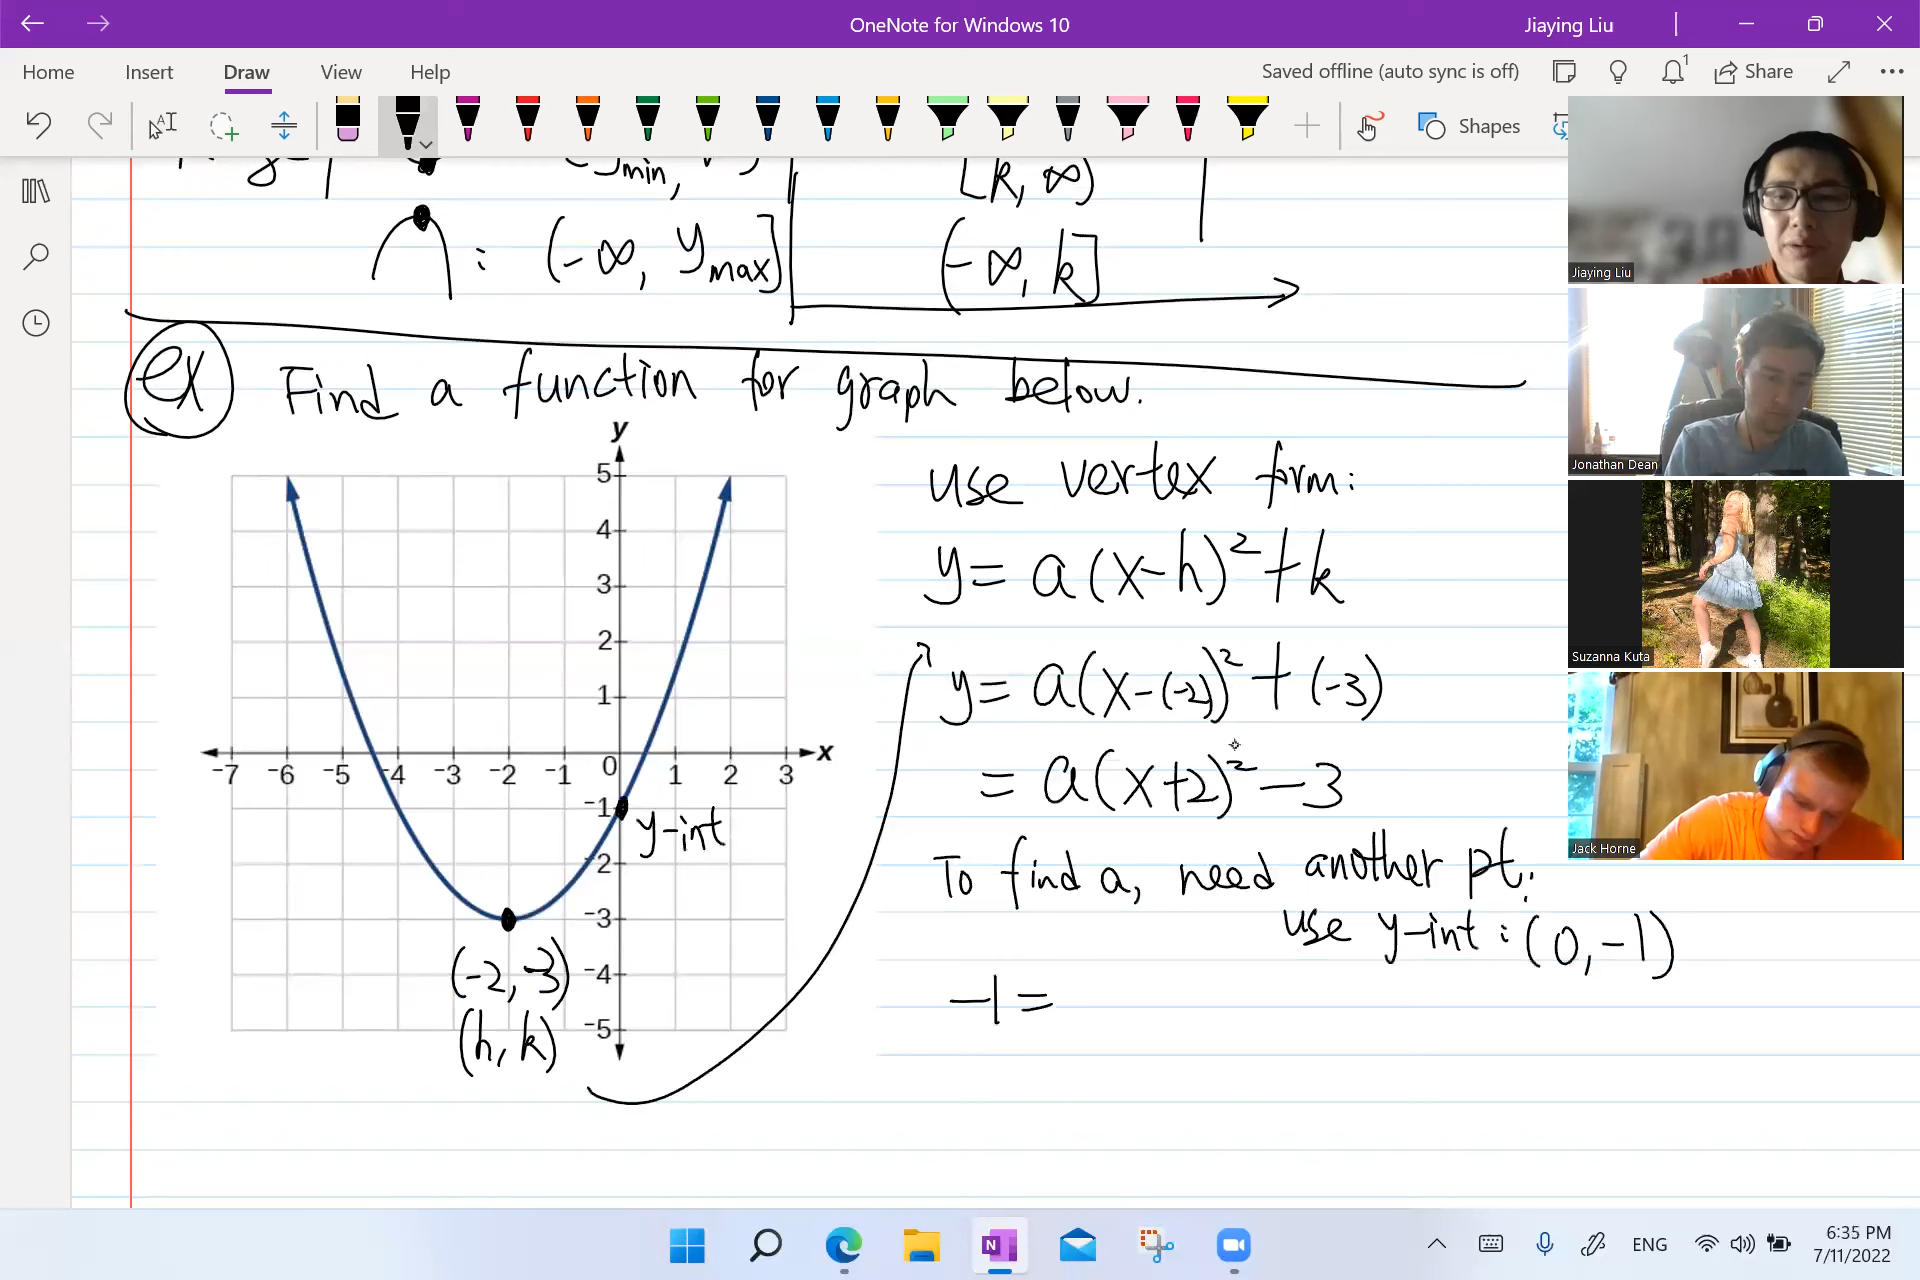 OneNote for Windows 10
Jiaying Liu
Home Insert Draw View Help
Saved offline (auto sync is off)
1
Share
Shapes
min,
[k, ∞)
: (-∞, ymax]
(-∞, k]
ex Find a function for graph below.
y
5
4
3
2
1
0
-7 -6 -5 -4 -3 -2 -1 1 2 3 x
-1
-2
-3
-4
-5
y-int
(-2, -3)
(h, k)
use vertex form:
y = a(x-h)² + k
y = a(x-(-2))² + (-3)
= a(x+2)² - 3
To find a, need another pt.
use y-int : (0, -1)
-1 =
Jiaying Liu
Jonathan Dean
Suzanna Kuta
Jack Horne
ENG
6:35 PM
7/11/2022